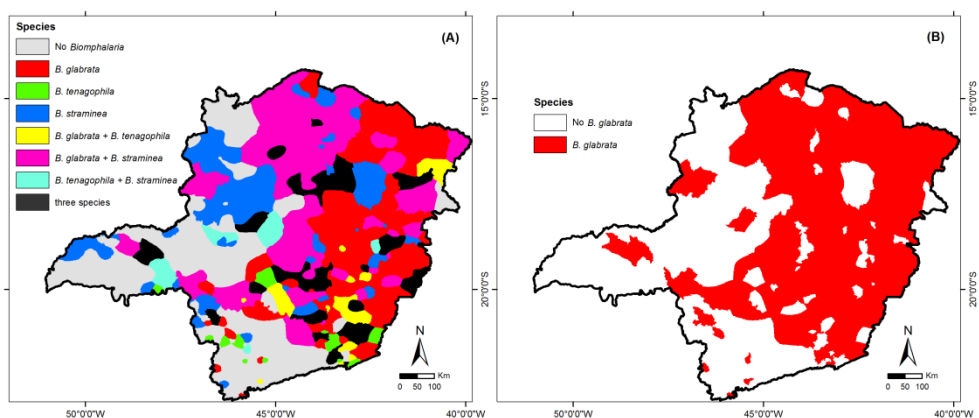 Species
No Biomphalaria
B. glabrata
B. tenagophila
B. straminea
B. glabrata + B. tenagophila
B. glabrata + B. straminea
B. tenagophila + B. straminea
three species
(A)
N
Km
0 50 100
50°0'0"W
45°0'0"W
40°0'0"W
15°0'0"S
20°0'0"S
Species
No B. glabrata
B. glabrata
(B)
N
Km
0 50 100
50°0'0"W
45°0'0"W
40°0'0"W
15°0'0"S
20°0'0"S